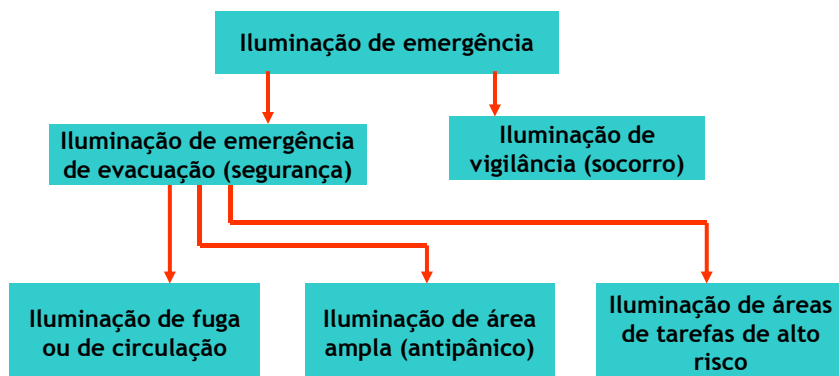 Iluminação de emergência
Iluminação de emergência
de evacuação (segurança)
Iluminação de
vigilância (socorro)
Iluminação de fuga
ou de circulação
Iluminação de área
ampla (antipânico)
Iluminação de áreas
de tarefas de alto
risco